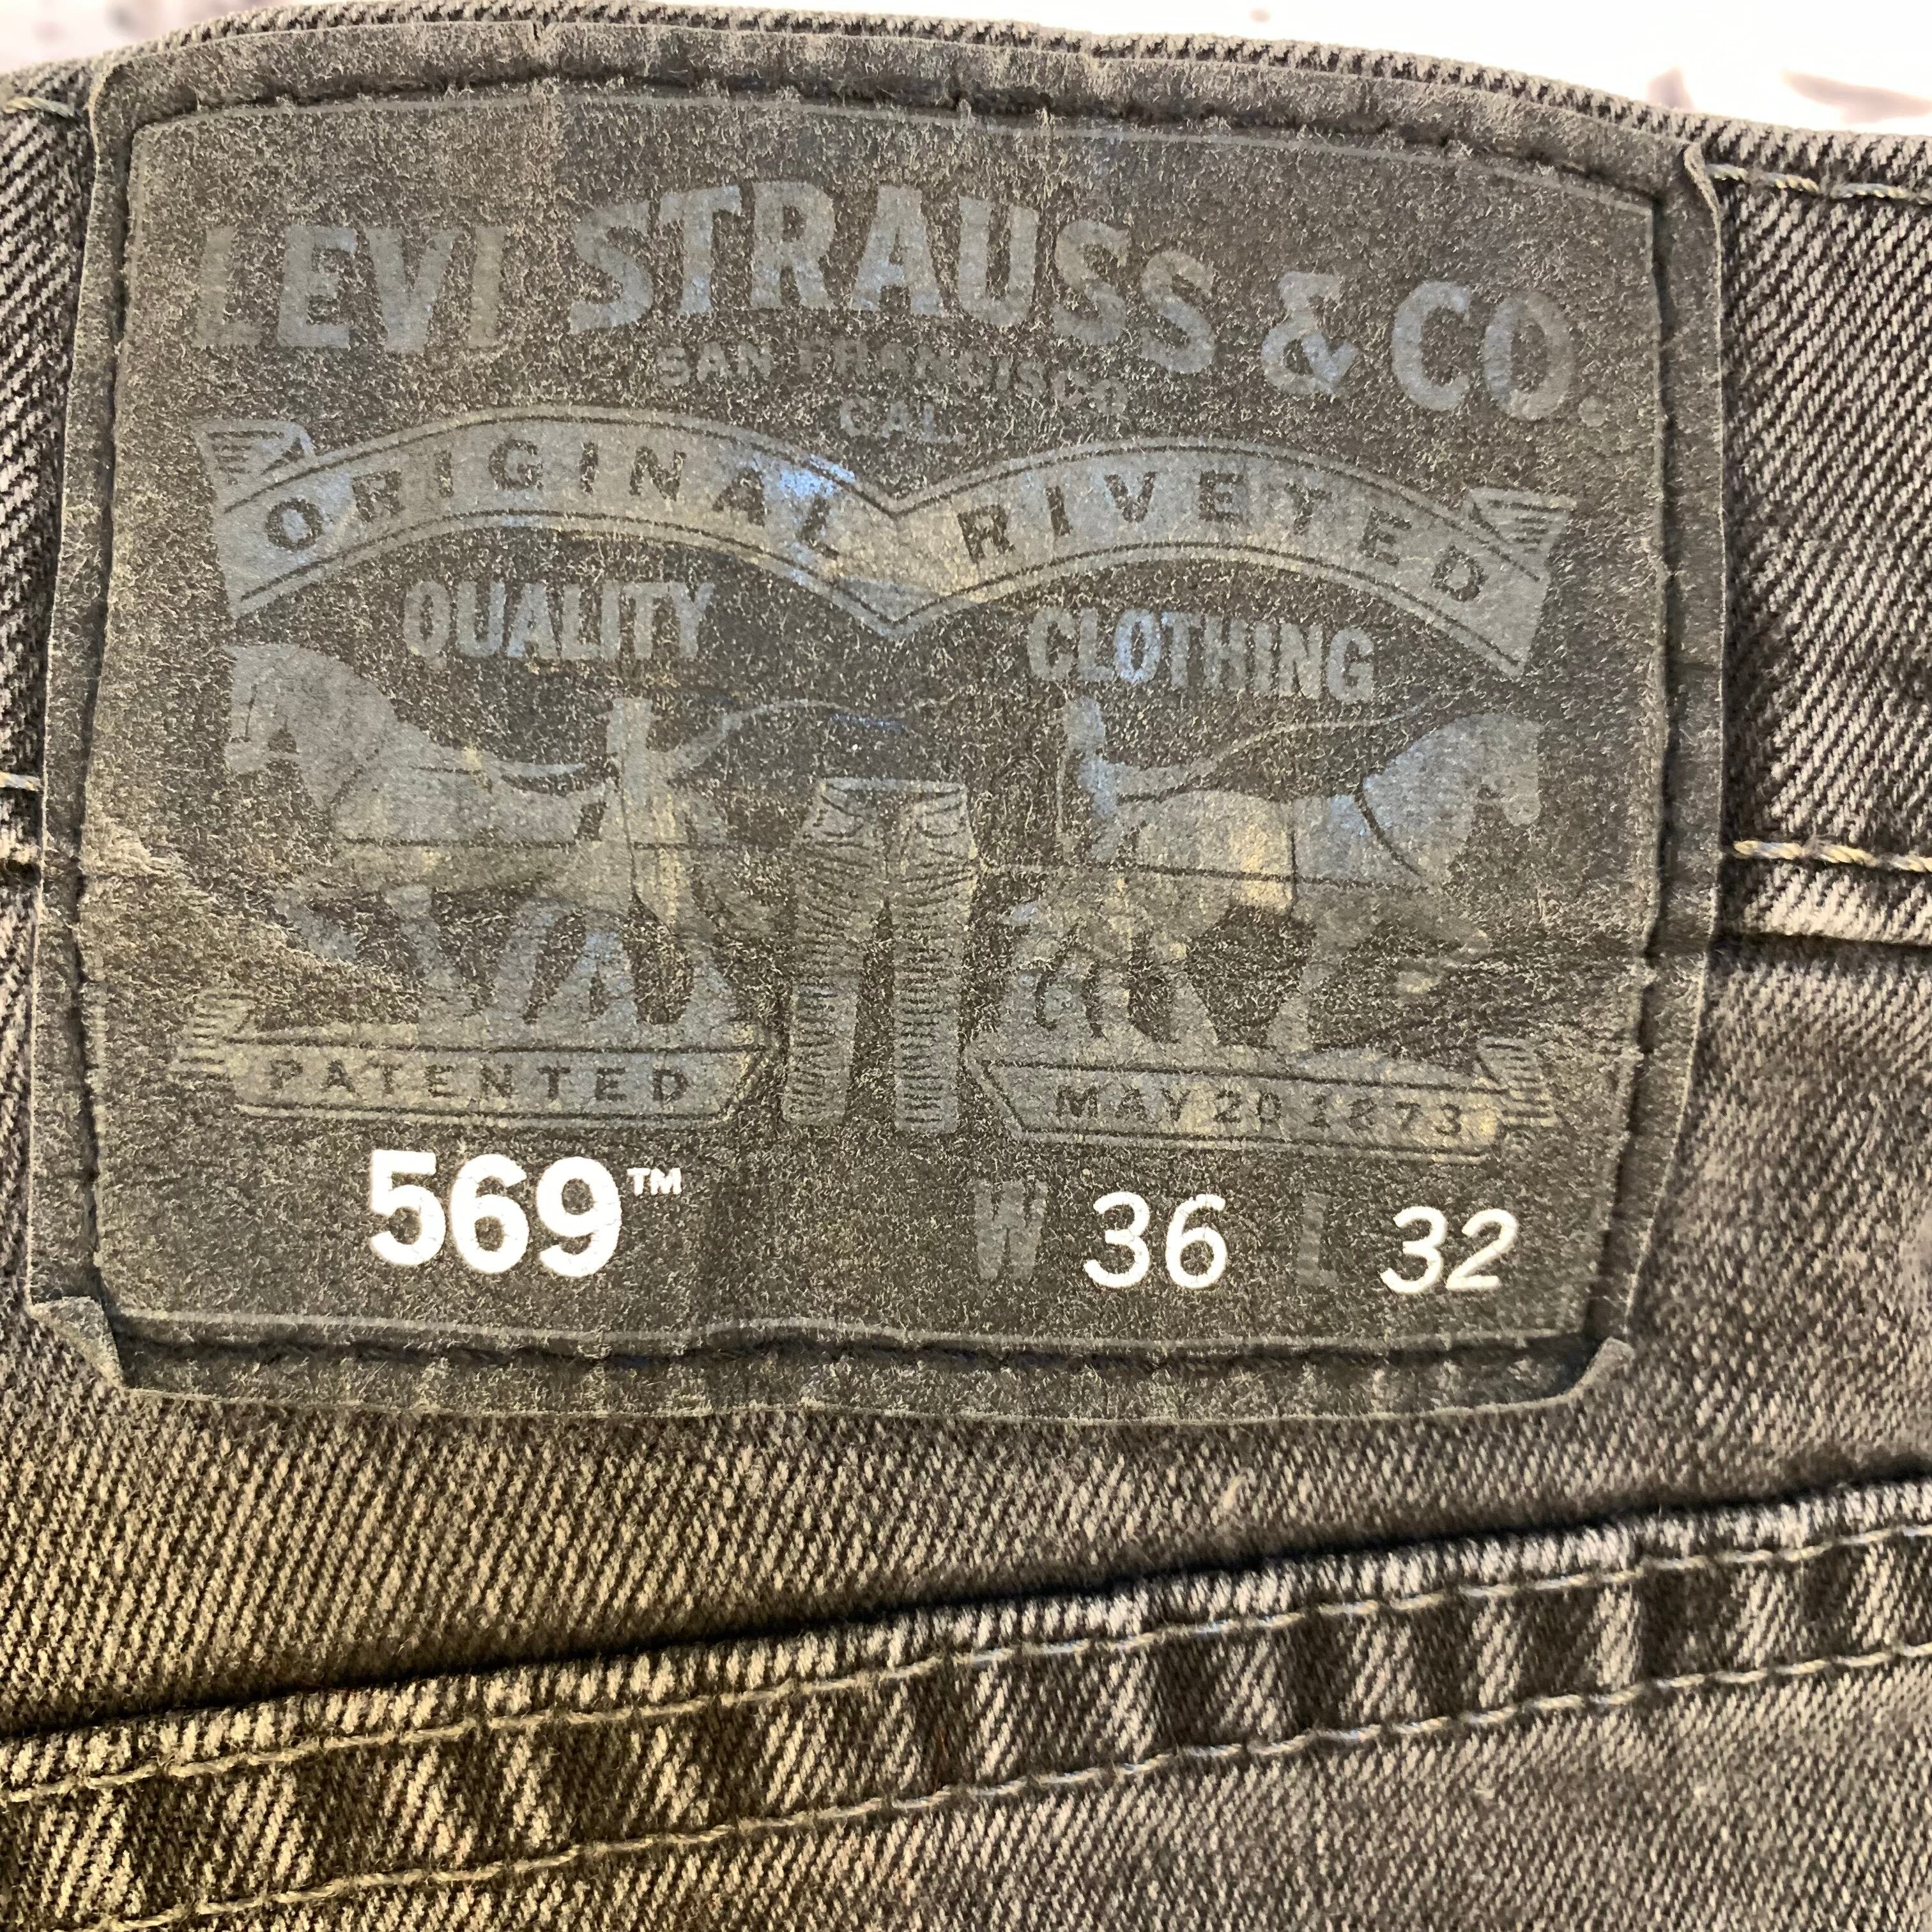 LEVI STRAUSS & CO.
SAN FRANCISCO
CAL.
ORIGINAL RIVETED
QUALITY CLOTHING
PATENTED MAY 20 1873
569™ W 36 L 32